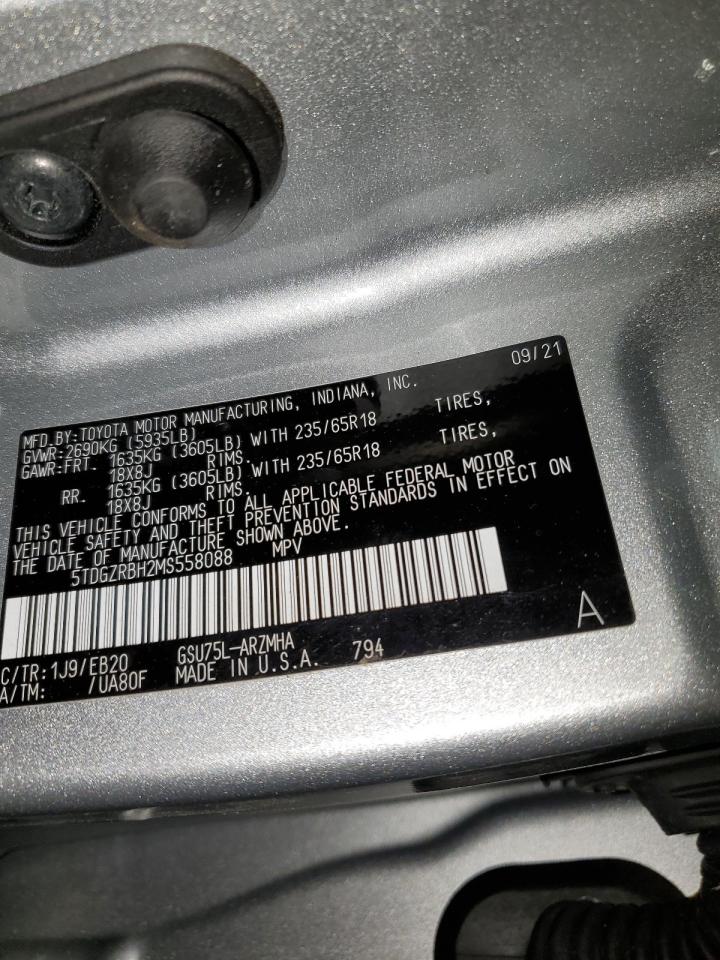 09/21
MFD.BY:TOYOTA MOTOR MANUFACTURING, INDIANA, INC.
GVWR:2690KG (5935LB)
GAWR:FRT. 1635KG (3605LB) WITH 235/65R18 TIRES,
18X8J RIMS.
RR. 1635KG (3605LB) WITH 235/65R18 TIRES,
18X8J RIMS.
THIS VEHICLE CONFORMS TO ALL APPLICABLE FEDERAL MOTOR
VEHICLE SAFETY AND THEFT PREVENTION STANDARDS IN EFFECT ON
THE DATE OF MANUFACTURE SHOWN ABOVE.
5TDGZRBH2MS558088 MPV
A
C/TR:1J9/EB20 GSU75L-ARZMHA 794
A/TM: /UA80F MADE IN U.S.A.